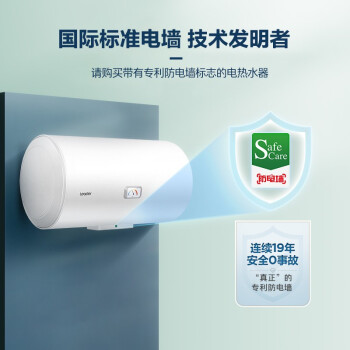 国际标准电墙 技术发明者
请购买带有专利防电墙标志的电热水器
Safe
Care
防电墙
连续19年
安全0事故
“真正”的
专利防电墙